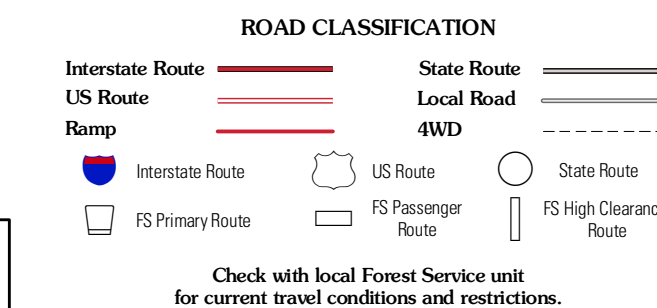 ROAD CLASSIFICATION
Interstate Route State Route
US Route Local Road
Ramp 4WD
Interstate Route US Route State Route
FS Primary Route FS Passenger Route FS High Clearanc Route
Check with local Forest Service unit
for current travel conditions and restrictions.